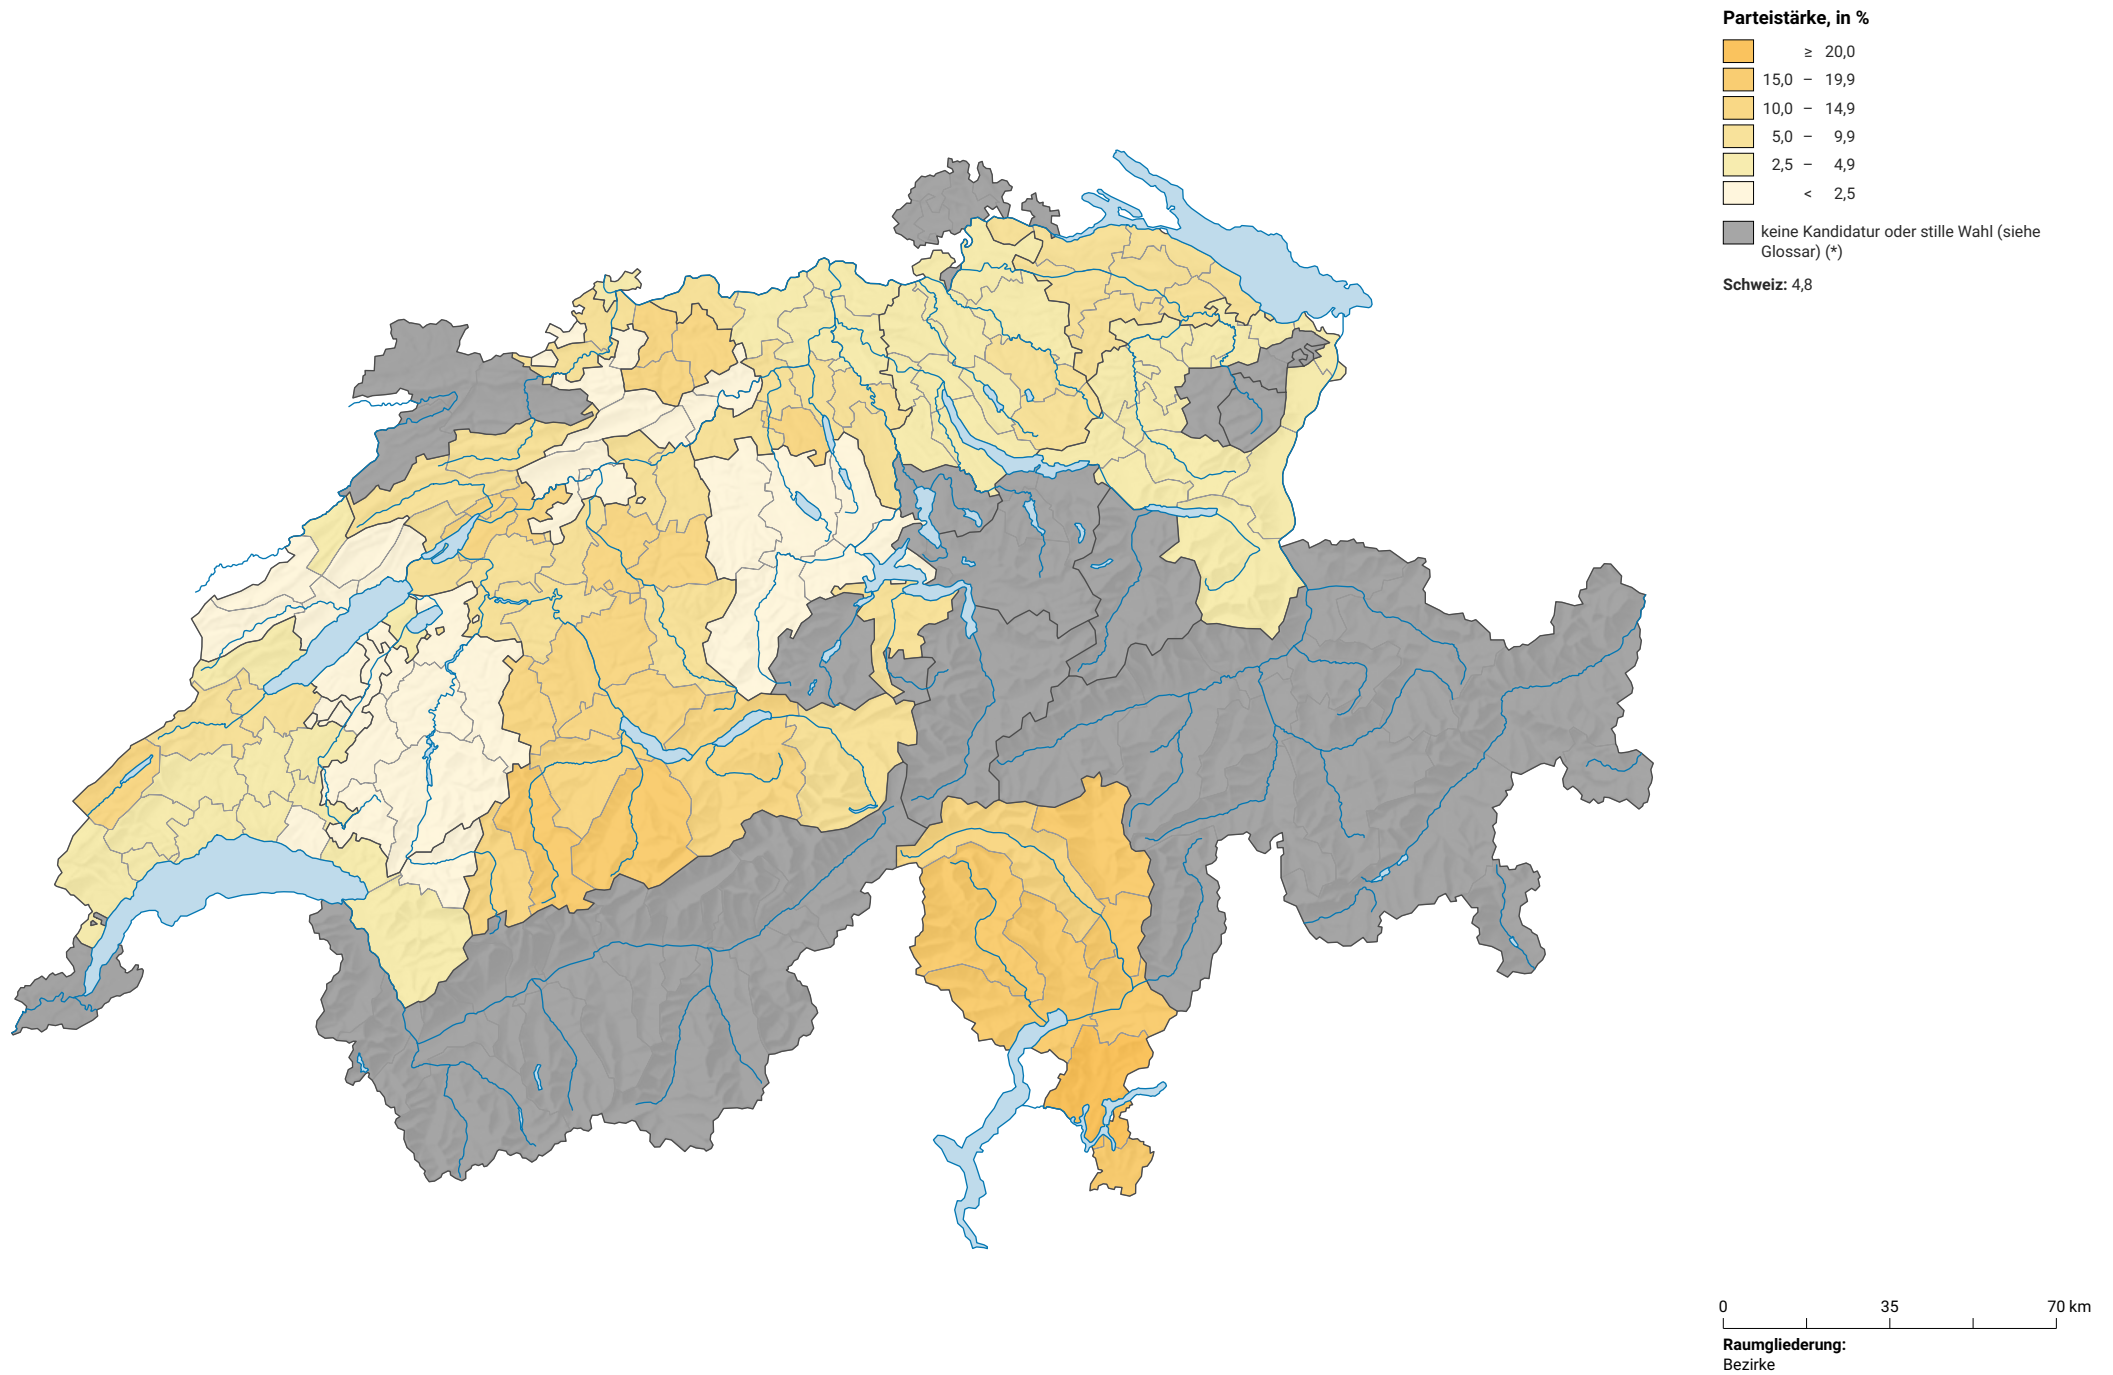 Parteistärke, in %
≥ 20,0
15,0 – 19,9
10,0 – 14,9
5,0 – 9,9
2,5 – 4,9
< 2,5
keine Kandidatur oder stille Wahl (siehe
Glossar) (*)
Schweiz: 4,8
0 35 70 km
Raumgliederung:
Bezirke